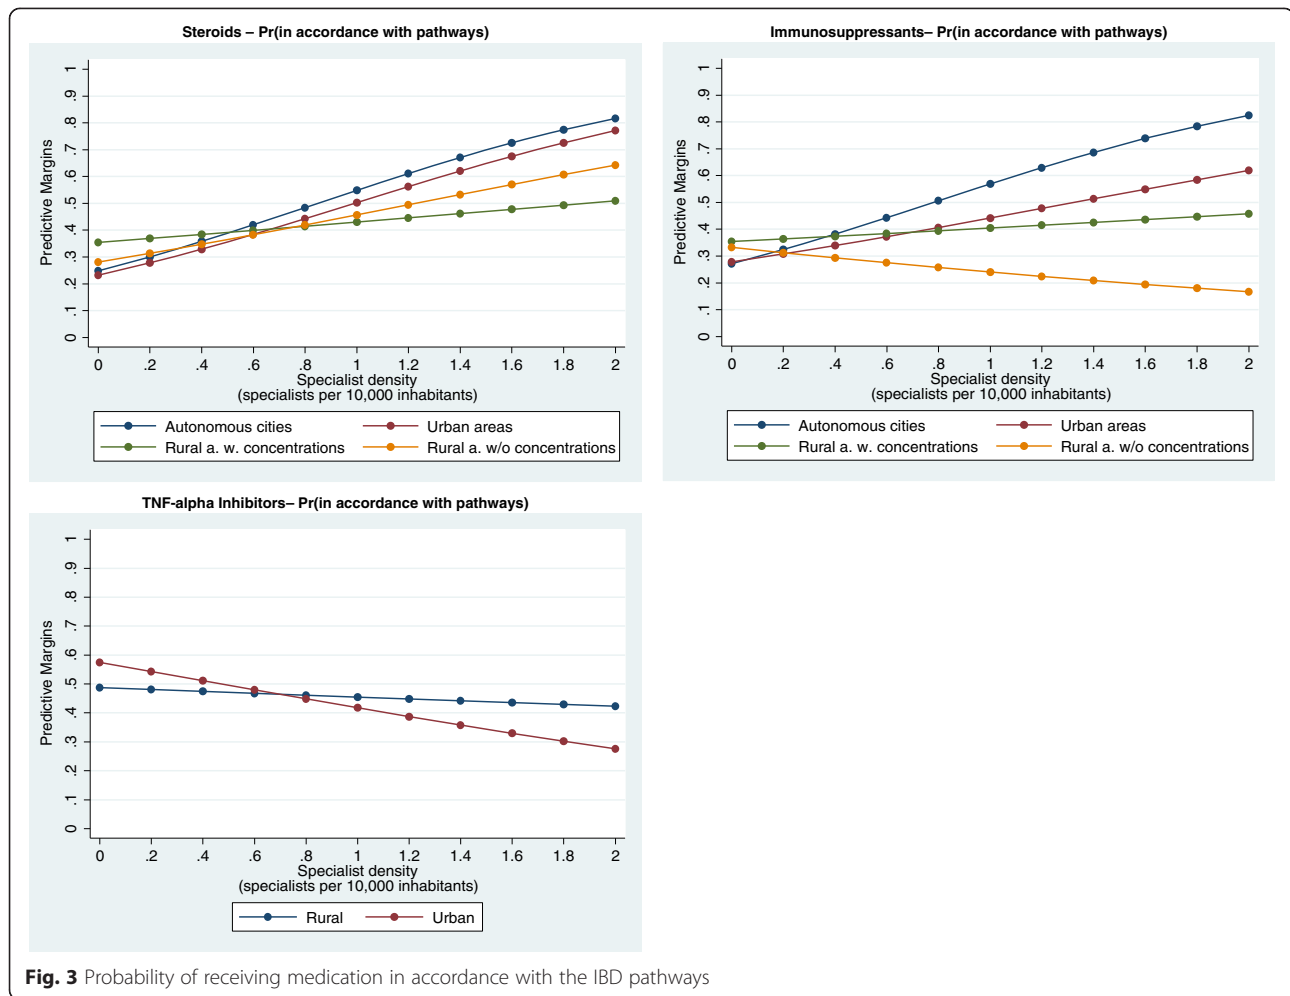 Steroids – Pr(in accordance with pathways)
Predictive Margins
1
.9
.8
.7
.6
.5
.4
.3
.2
.1
0
0 .2 .4 .6 .8 1 1.2 1.4 1.6 1.8 2
Specialist density
(specialists per 10,000 inhabitants)
Autonomous cities Urban areas
Rural a. w. concentrations Rural a. w/o concentrations
Immunosuppressants– Pr(in accordance with pathways)
Predictive Margins
1
.9
.8
.7
.6
.5
.4
.3
.2
.1
0
0 .2 .4 .6 .8 1 1.2 1.4 1.6 1.8 2
Specialist density
(specialists per 10,000 inhabitants)
Autonomous cities Urban areas
Rural a. w. concentrations Rural a. w/o concentrations
TNF-alpha Inhibitors– Pr(in accordance with pathways)
Predictive Margins
1
.9
.8
.7
.6
.5
.4
.3
.2
.1
0
0 .2 .4 .6 .8 1 1.2 1.4 1.6 1.8 2
Specialist density
(specialists per 10,000 inhabitants)
Rural Urban
Fig. 3 Probability of receiving medication in accordance with the IBD pathways